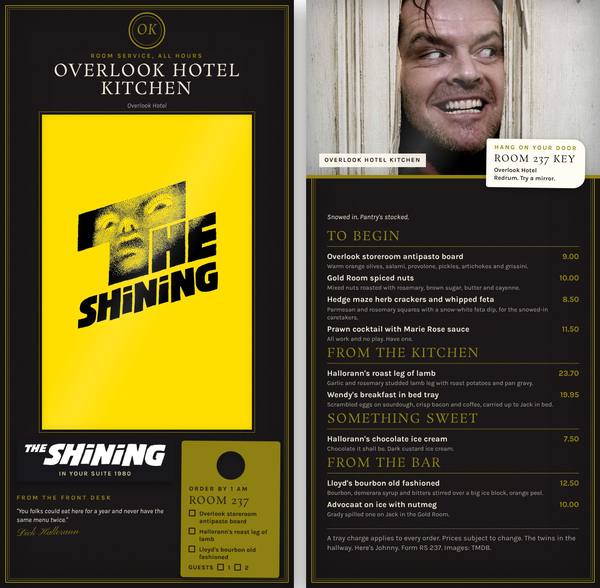 OK
ROOM SERVICE, ALL HOURS
OVERLOOK HOTEL
KITCHEN
Overlook Hotel
THE
SHiNiNG
THE SHiNiNG
IN YOUR SUITE 1980
FROM THE FRONT DESK
"You folks could eat here for a year and never have the
same menu twice."
Dick Hallorann
ORDER BY 1 AM
ROOM 237
Overlook storeroom
antipasto board
Hallorann's roast leg of
lamb
Lloyd's bourbon old
fashioned
GUESTS 1 2
OVERLOOK HOTEL KITCHEN
HANG ON YOUR DOOR
ROOM 237 KEY
Overlook Hotel
Redrum. Try a mirror.
Snowed in. Pantry's stocked.
TO BEGIN
Overlook storeroom antipasto board 9.00
Warm orange olives, salami, provolone, pickles, artichokes and grissini.
Gold Room spiced nuts 10.00
Mixed nuts roasted with rosemary, brown sugar, butter and cayenne.
Hedge maze herb crackers and whipped feta 8.50
Parmesan and rosemary squares with a snow-white feta dip, for the snowed-in
caretakers.
Prawn cocktail with Marie Rose sauce 11.50
All work and no play. Have one.
FROM THE KITCHEN
Hallorann's roast leg of lamb 23.70
Garlic and rosemary studded lamb leg with roast potatoes and pan gravy.
Wendy's breakfast in bed tray 19.95
Scrambled eggs on sourdough, crisp bacon and coffee, carried up to Jack in bed.
SOMETHING SWEET
Hallorann's chocolate ice cream 7.50
Chocolate it shall be. Dark custard ice cream.
FROM THE BAR
Lloyd's bourbon old fashioned 12.50
Bourbon, demerara syrup and bitters stirred over a big ice block, orange peel.
Advocaat on ice with nutmeg 10.00
Grady spilled one on Jack in the Gold Room.
A tray charge applies to every order. Prices subject to change. The twins in the
hallway. Here's Johnny. Form RS 237. Images: TMDB.